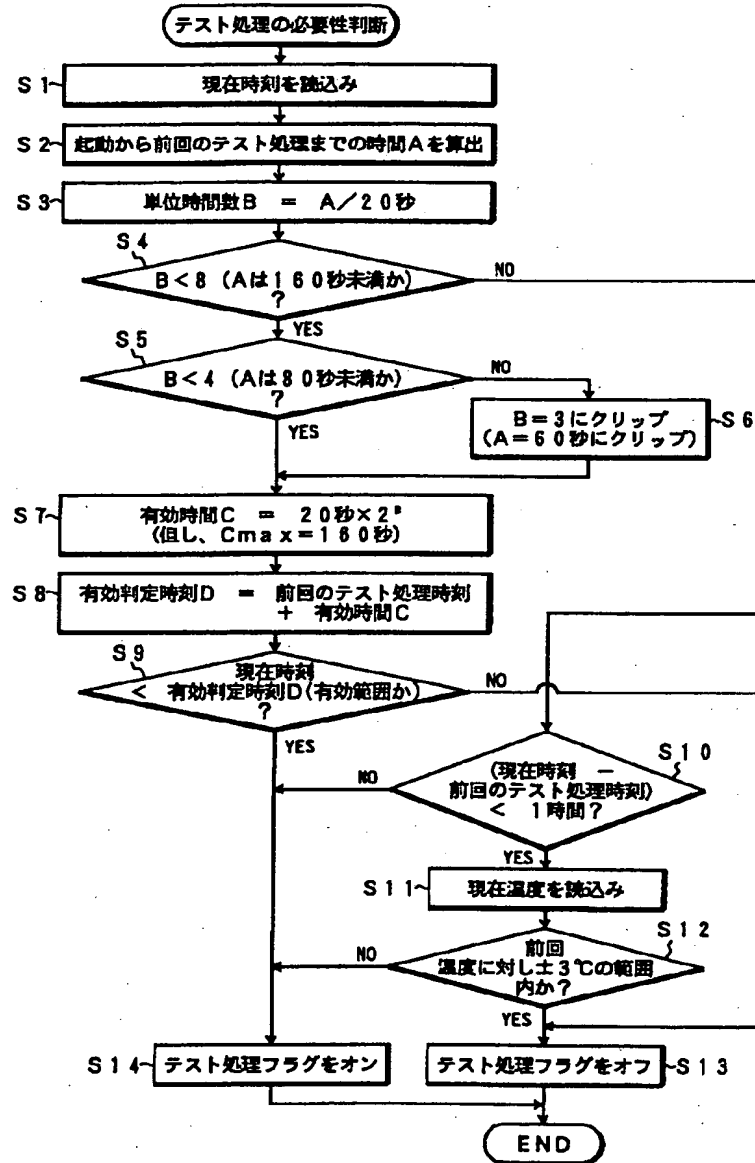 テスト処理の必要性判断
S1
現在時刻を読込み
S2
起動から前回のテスト処理までの時間Aを算出
S3
単位時間数B = A/20秒
S4
B<8 (Aは160秒未満か)
?
NO
YES
S5
B<4 (Aは80秒未満か)
?
NO
YES
B=3にクリップ
(A=60秒にクリップ)
S6
S7
有効時間C = 20秒×2ᴮ
(但し、Cmax=160秒)
S8
有効判定時刻D = 前回のテスト処理時刻
+ 有効時間C
S9
現在時刻
< 有効判定時刻D(有効範囲か)
?
NO
YES
S10
(現在時刻 −
前回のテスト処理時刻)
< 1時間?
NO
YES
S11
現在温度を読込み
S12
前回
温度に対し±3℃の範囲
内か?
NO
YES
S14
テスト処理フラグをオン
テスト処理フラグをオフ
S13
END